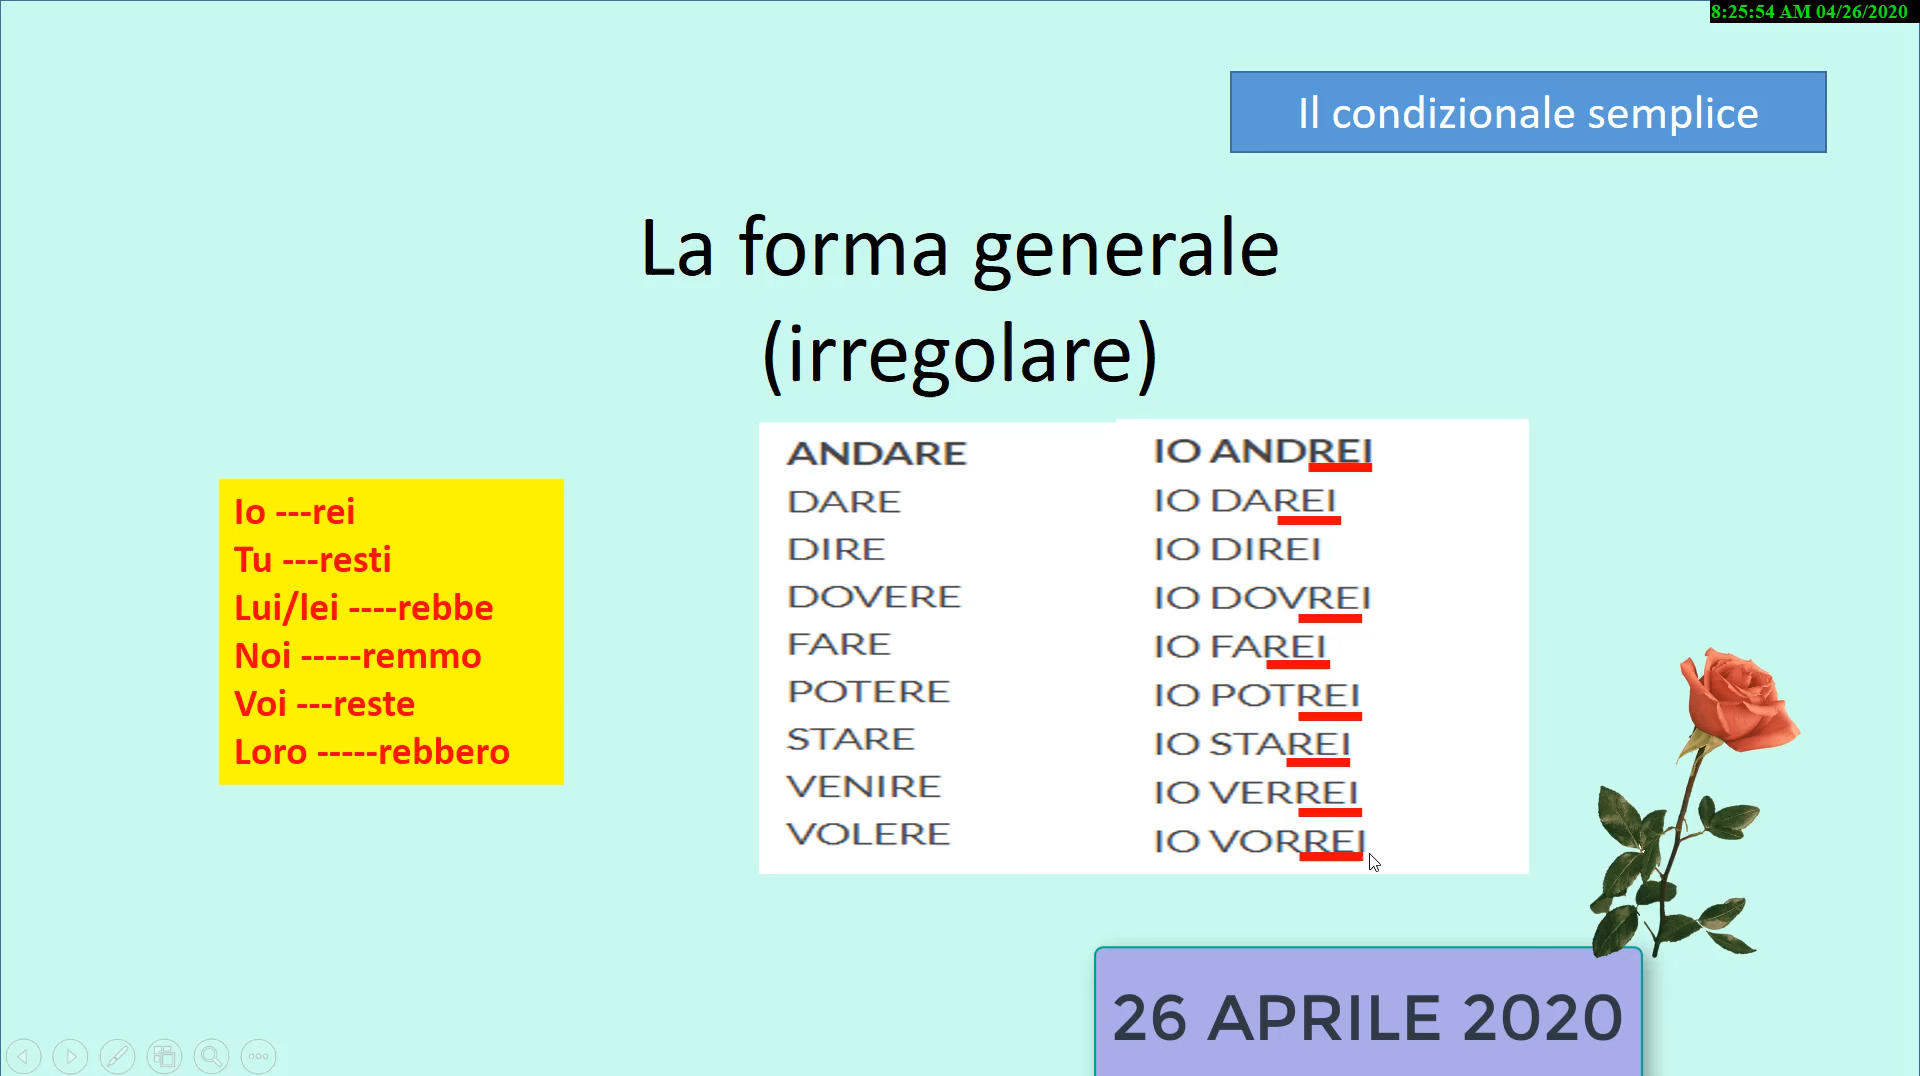 8:25:54 AM 04/26/2020
Il condizionale semplice
La forma generale
(irregolare)
Io ---rei
Tu ---resti
Lui/lei ----rebbe
Noi -----remmo
Voi ---reste
Loro -----rebbero
ANDARE IO ANDREI
DARE IO DAREI
DIRE IO DIREI
DOVERE IO DOVREI
FARE IO FAREI
POTERE IO POTREI
STARE IO STAREI
VENIRE IO VERREI
VOLERE IO VORREI
26 APRILE 2020